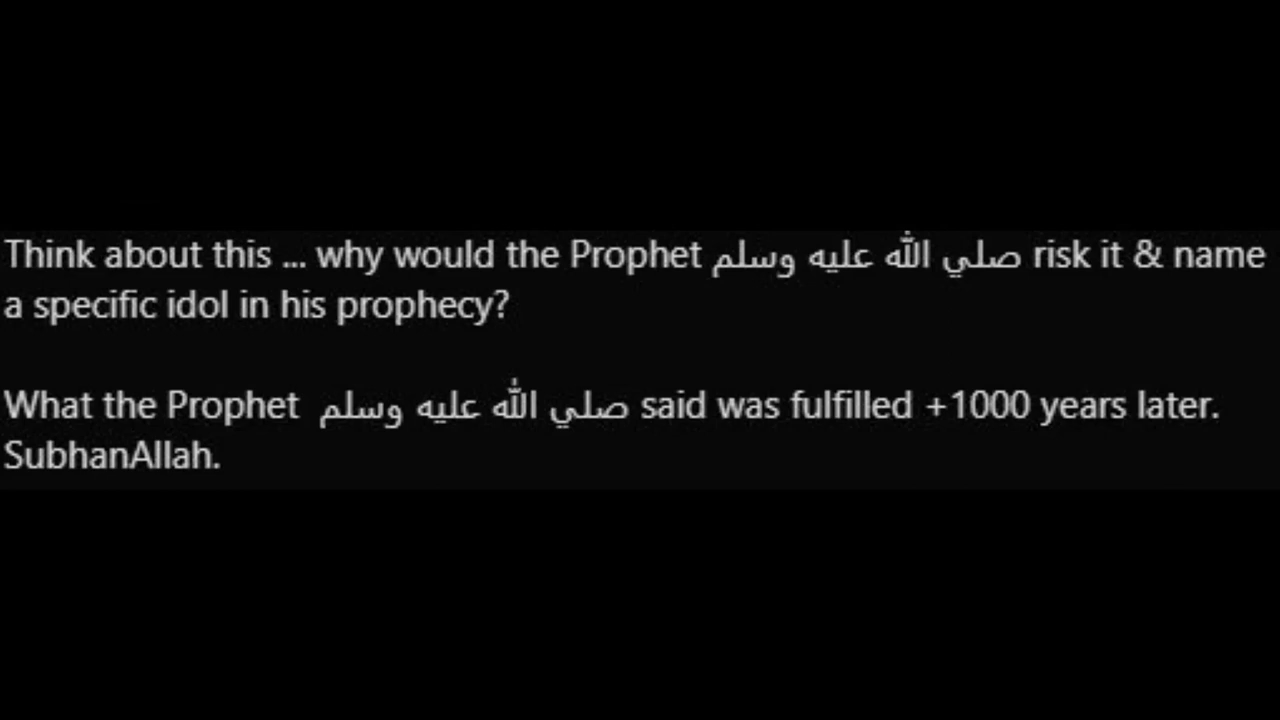 Think about this ... why would the Prophet صلي الله عليه وسلم risk it & name
a specific idol in his prophecy?
What the Prophet صلي الله عليه وسلم said was fulfilled +1000 years later.
SubhanAllah.